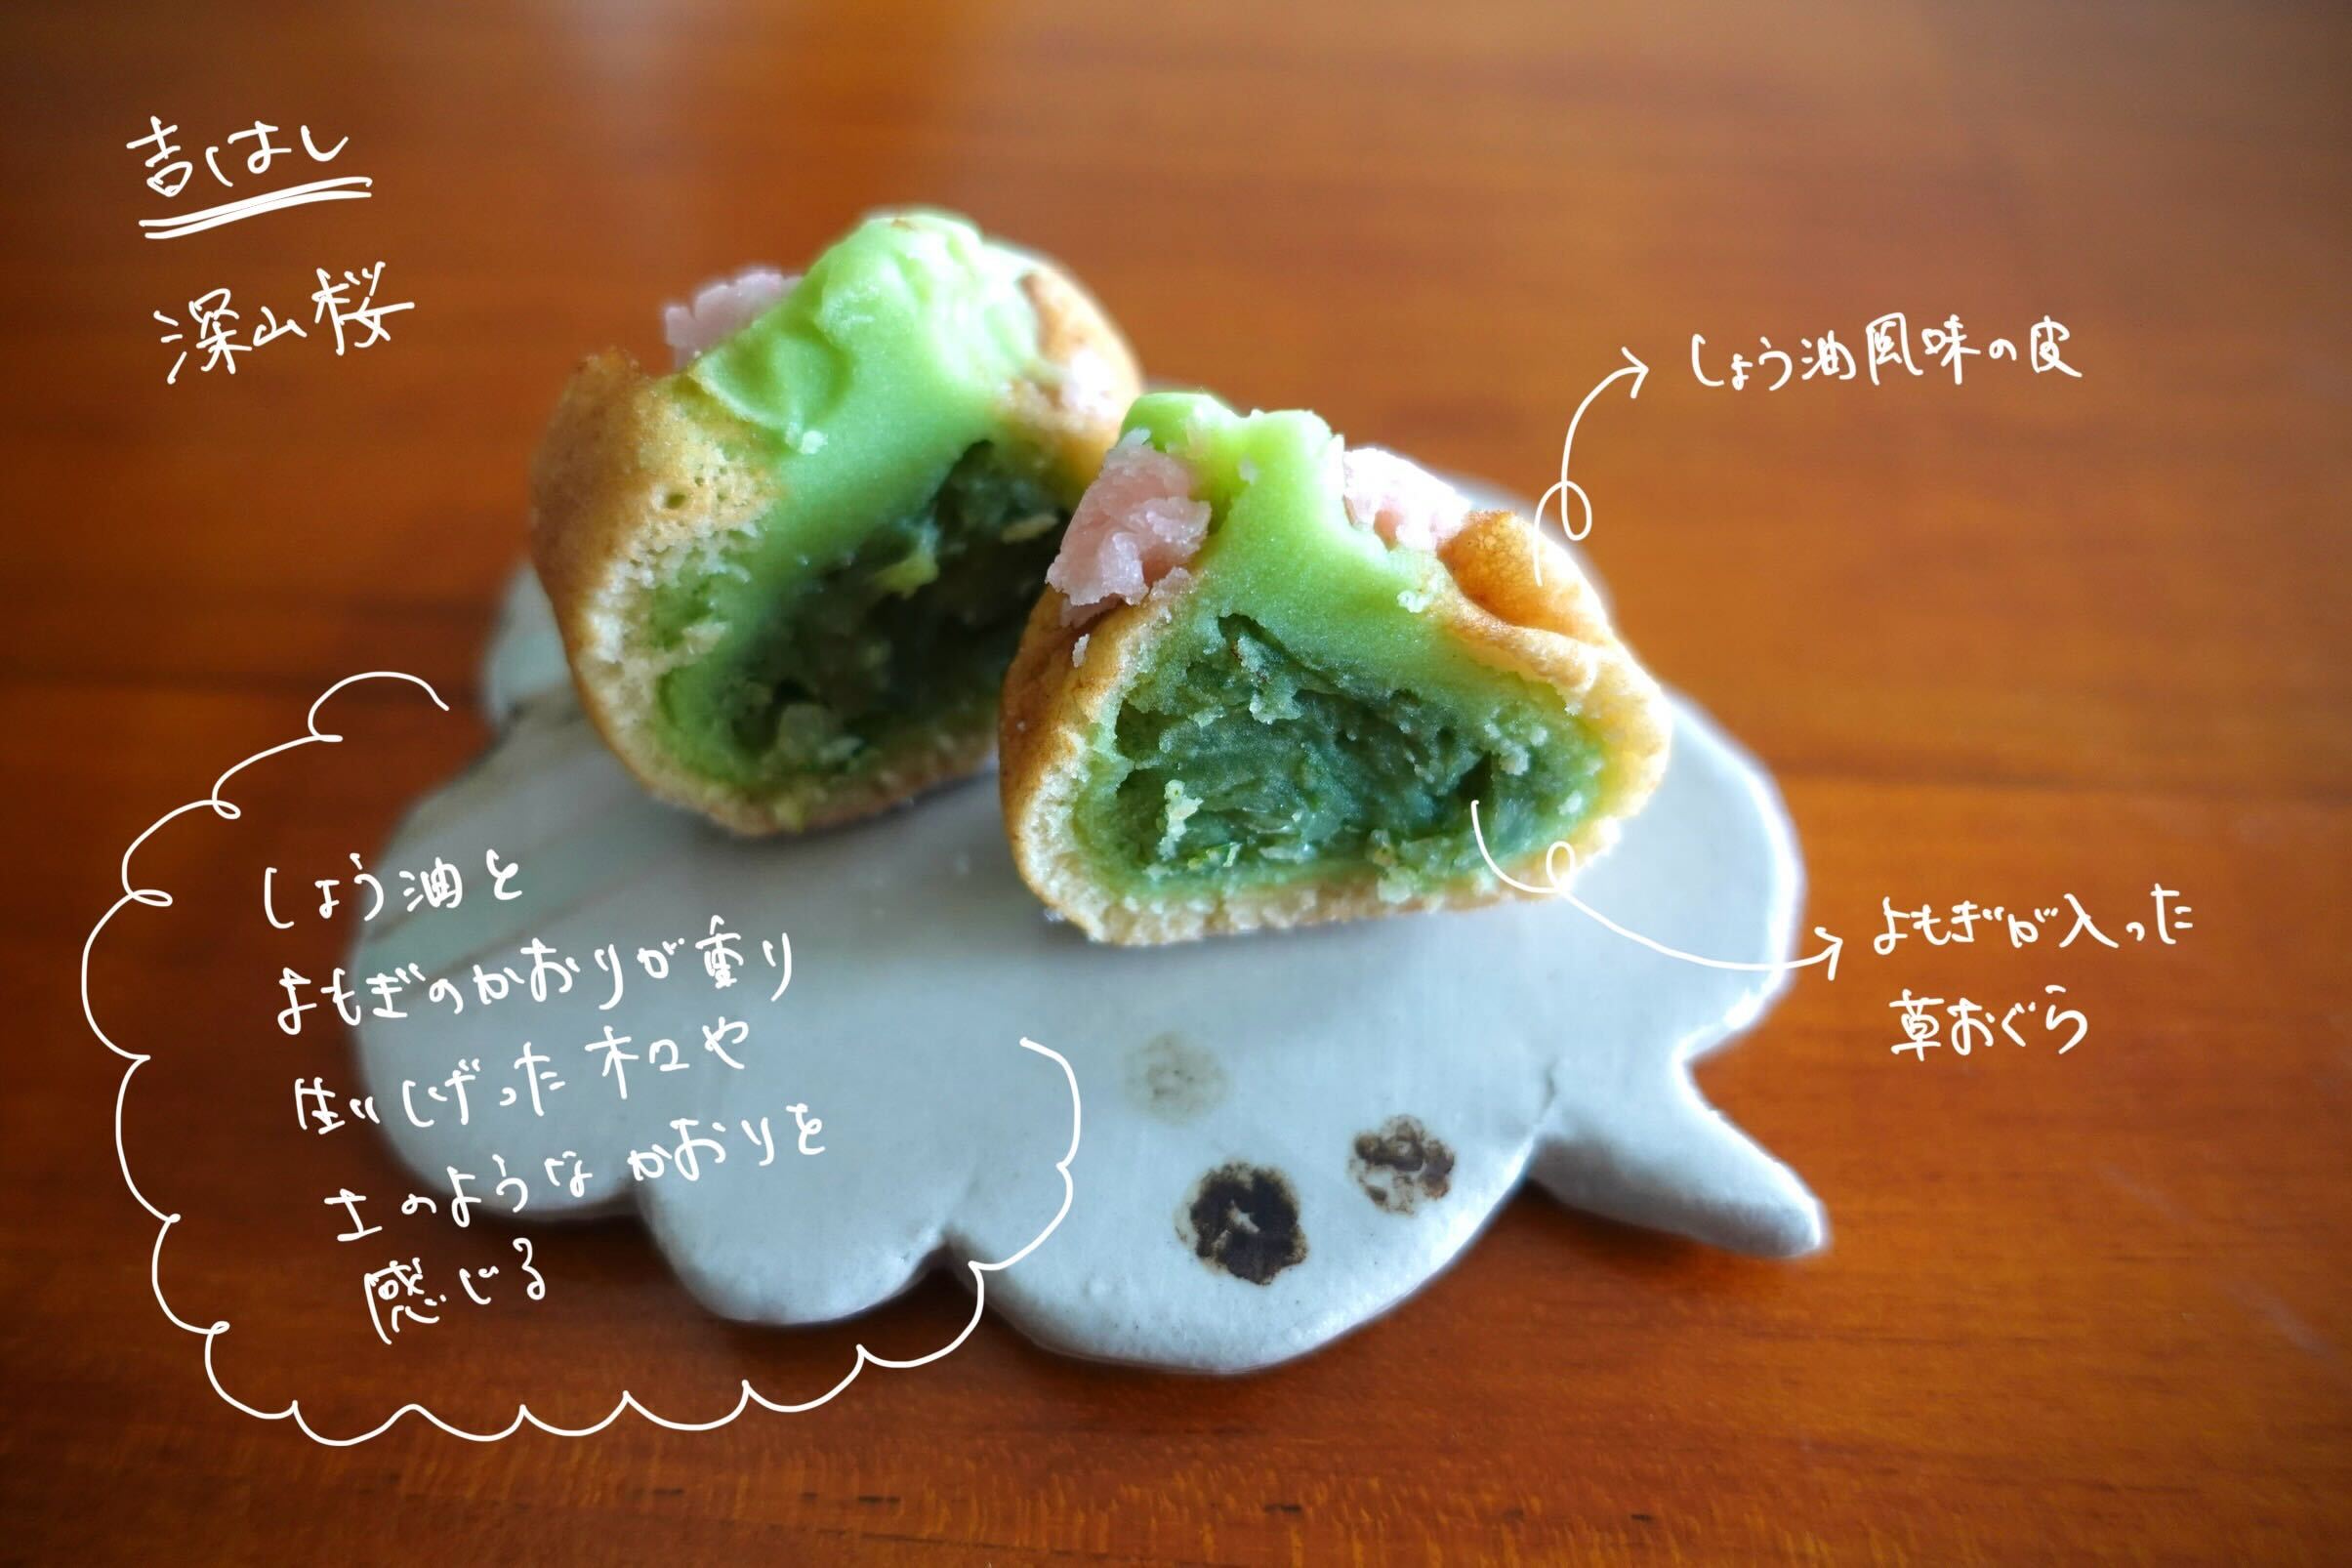 吉はし
深山桜
しょう油風味の皮
よもぎが入った
草おぐら
しょう油と
よもぎのかおりが重り
生いしげった木々や
土のようなかおりを
感じる